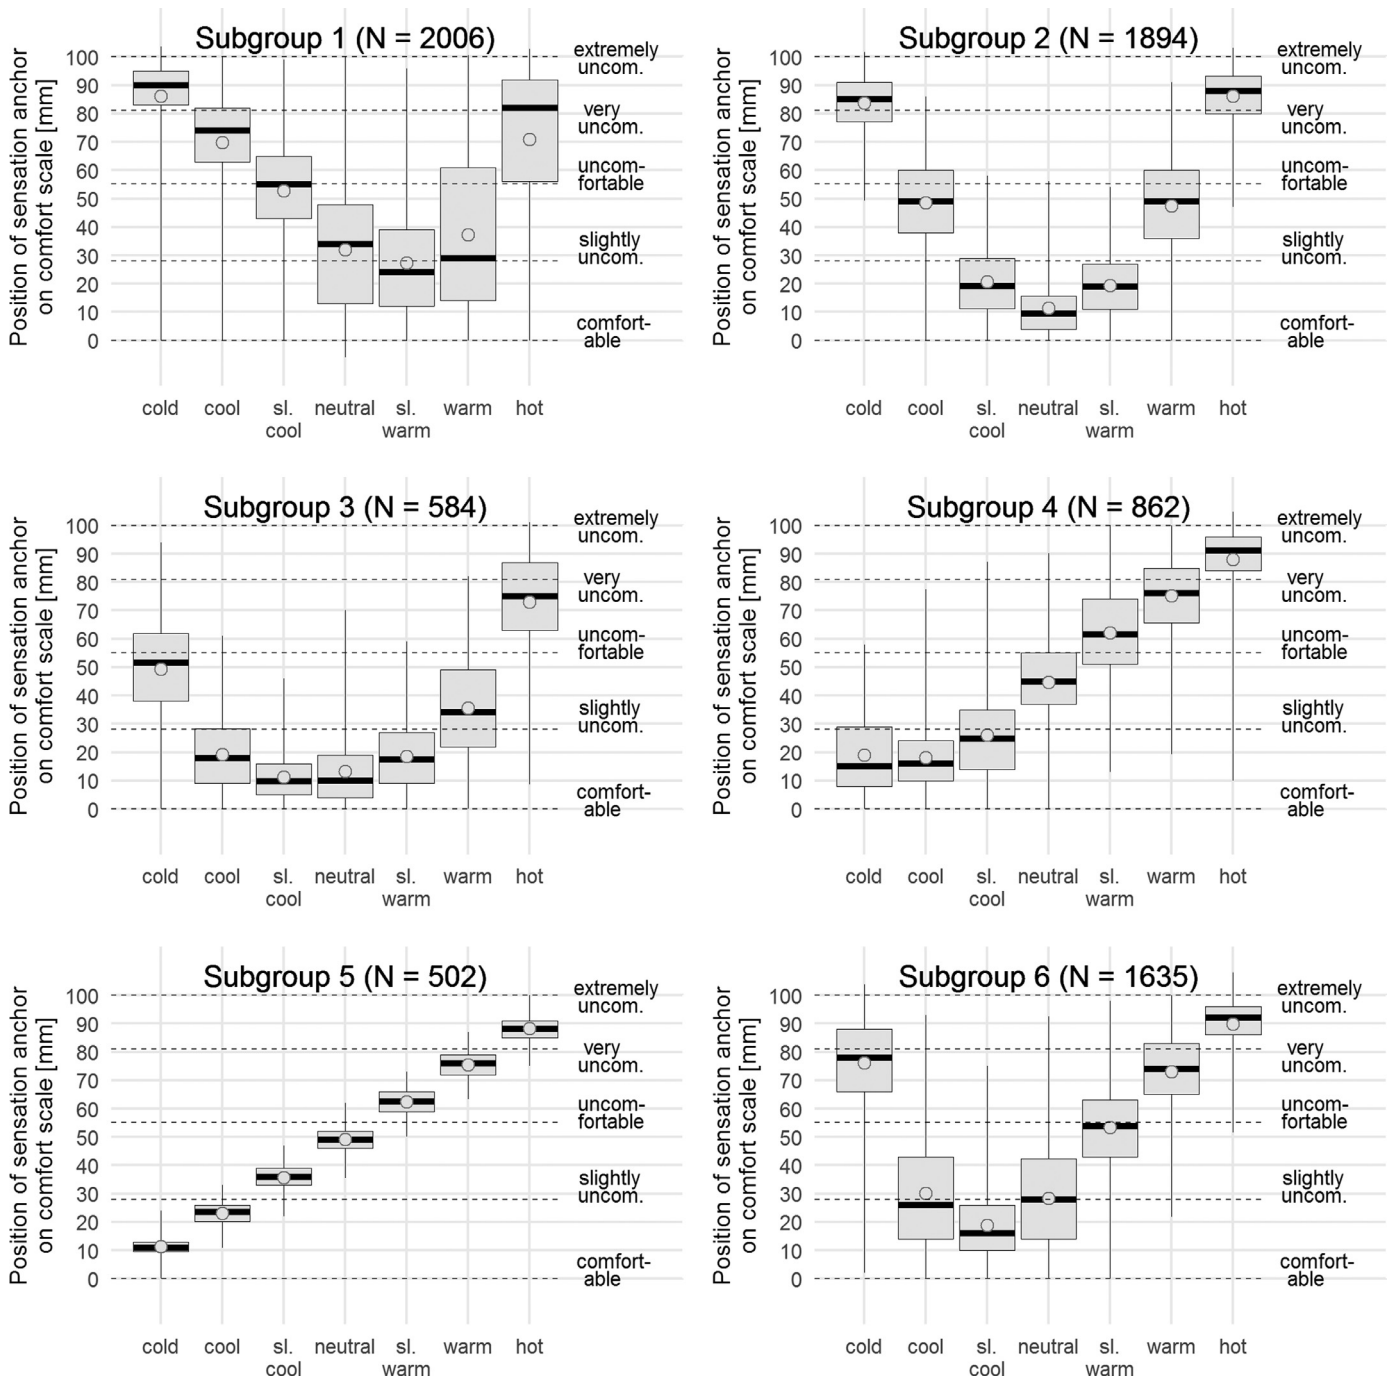 Subgroup 1 (N = 2006)
Position of sensation anchor
on comfort scale [mm]
100
90
80
70
60
50
40
30
20
10
0
extremely
uncom.
very
uncom.
uncom-
fortable
slightly
uncom.
comfort-
able
cold
cool
sl.
cool
neutral
sl.
warm
warm
hot
Subgroup 2 (N = 1894)
Position of sensation anchor
on comfort scale [mm]
100
90
80
70
60
50
40
30
20
10
0
extremely
uncom.
very
uncom.
uncom-
fortable
slightly
uncom.
comfort-
able
cold
cool
sl.
cool
neutral
sl.
warm
warm
hot
Subgroup 3 (N = 584)
Position of sensation anchor
on comfort scale [mm]
100
90
80
70
60
50
40
30
20
10
0
extremely
uncom.
very
uncom.
uncom-
fortable
slightly
uncom.
comfort-
able
cold
cool
sl.
cool
neutral
sl.
warm
warm
hot
Subgroup 4 (N = 862)
Position of sensation anchor
on comfort scale [mm]
100
90
80
70
60
50
40
30
20
10
0
extremely
uncom.
very
uncom.
uncom-
fortable
slightly
uncom.
comfort-
able
cold
cool
sl.
cool
neutral
sl.
warm
warm
hot
Subgroup 5 (N = 502)
Position of sensation anchor
on comfort scale [mm]
100
90
80
70
60
50
40
30
20
10
0
extremely
uncom.
very
uncom.
uncom-
fortable
slightly
uncom.
comfort-
able
cold
cool
sl.
cool
neutral
sl.
warm
warm
hot
Subgroup 6 (N = 1635)
Position of sensation anchor
on comfort scale [mm]
100
90
80
70
60
50
40
30
20
10
0
extremely
uncom.
very
uncom.
uncom-
fortable
slightly
uncom.
comfort-
able
cold
cool
sl.
cool
neutral
sl.
warm
warm
hot